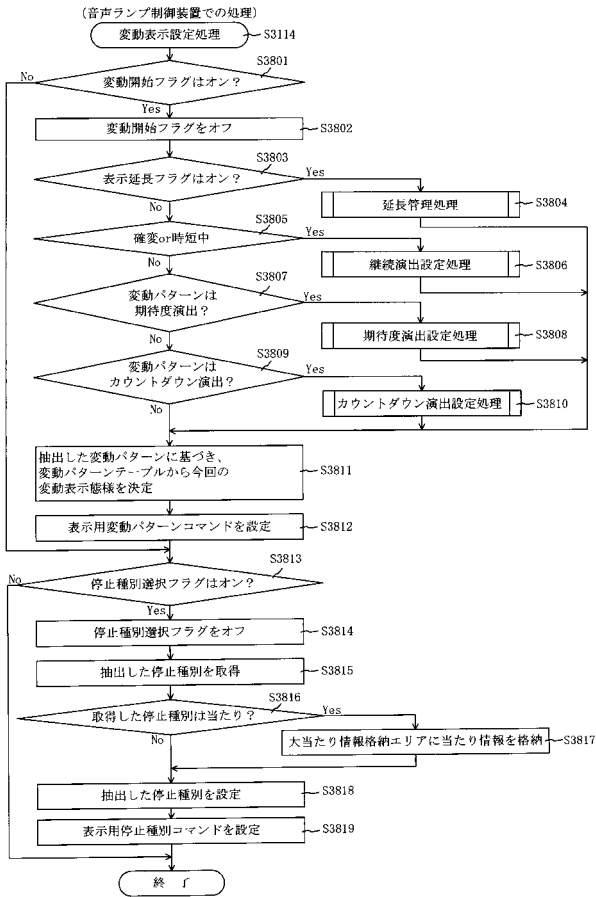 (音声ランプ制御装置での処理)
変動表示設定処理
S3114
S3801
変動開始フラグはオン?
No
Yes
変動開始フラグをオフ
S3802
S3803
表示延長フラグはオン?
Yes
No
延長管理処理
S3804
S3805
確変or時短中
Yes
No
継続演出設定処理
S3806
S3807
変動パターンは
期待度演出?
Yes
No
期待度演出設定処理
S3808
S3809
変動パターンは
カウントダウン演出?
Yes
No
カウントダウン演出設定処理
S3810
抽出した変動パターンに基づき、
変動パターンテーブルから今回の
変動表示態様を決定
S3811
表示用変動パターンコマンドを設定
S3812
S3813
停止種別選択フラグはオン?
No
Yes
停止種別選択フラグをオフ
S3814
抽出した停止種別を取得
S3815
S3816
取得した停止種別は当たり?
Yes
No
大当たり情報格納エリアに当たり情報を格納
S3817
抽出した停止種別を設定
S3818
表示用停止種別コマンドを設定
S3819
終 了